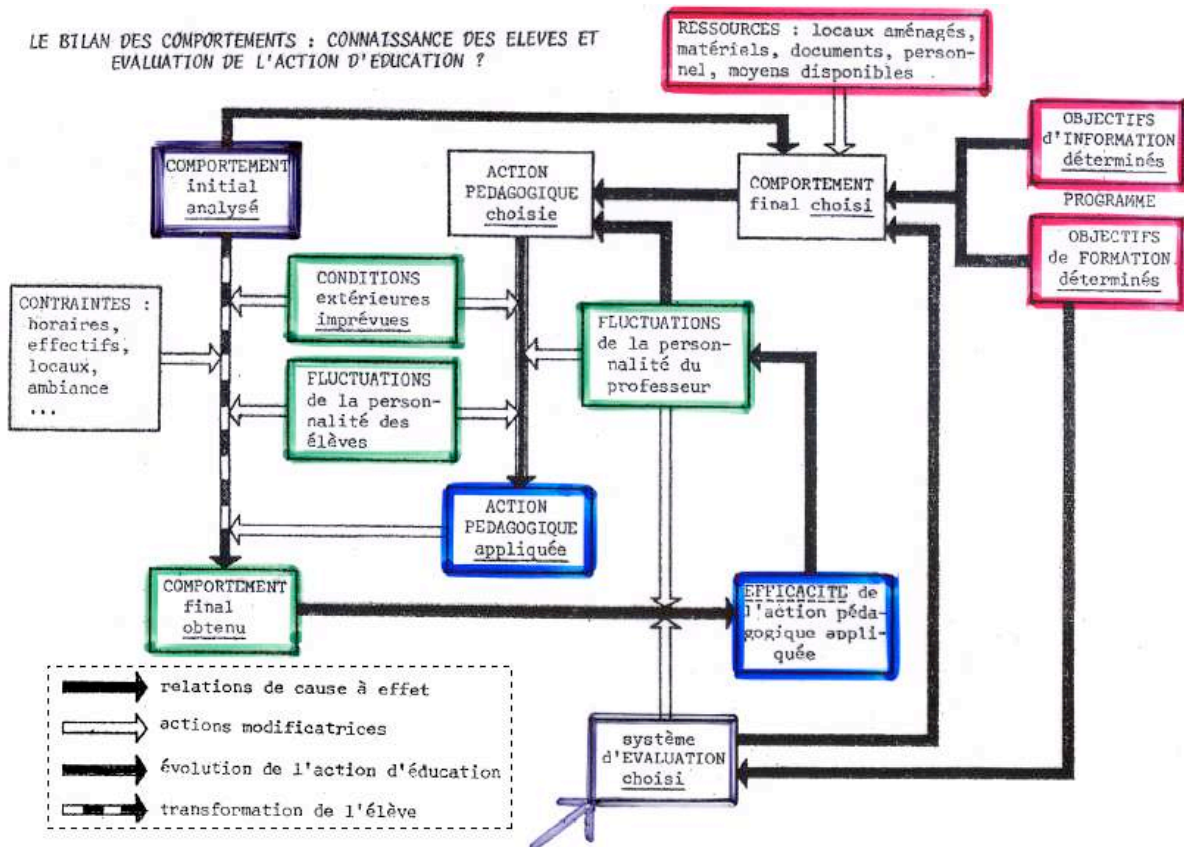 LE BILAN DES COMPORTEMENTS : CONNAISSANCE DES ELEVES ET
EVALUATION DE L'ACTION D'EDUCATION ?
RESSOURCES : locaux aménagés,
matériels, documents, person-
nel, moyens disponibles
COMPORTEMENT
initial
analysé
ACTION
PEDAGOGIQUE
choisie
COMPORTEMENT
final choisi
OBJECTIFS
d'INFORMATION
déterminés
PROGRAMME
OBJECTIFS
de FORMATION
déterminés
CONTRAINTES :
horaires,
effectifs,
locaux,
ambiance
...
CONDITIONS
extérieures
imprévues
FLUCTUATIONS
de la person-
nalité des
élèves
FLUCTUATIONS
de la person-
nalité du
professeur
ACTION
PEDAGOGIQUE
appliquée
COMPORTEMENT
final
obtenu
EFFICACITE de
l'action péda-
gogique appli-
quée
système
d'EVALUATION
choisi
relations de cause à effet
actions modificatrices
évolution de l'action d'éducation
transformation de l'élève